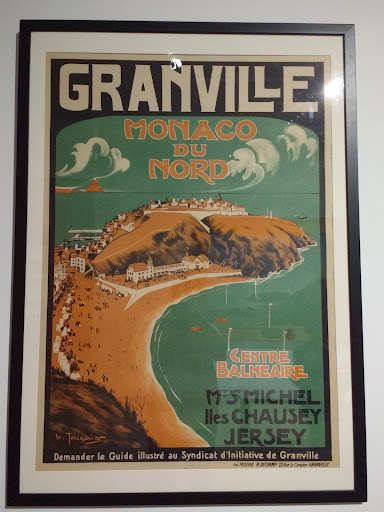 GRANVILLE
MONACO
DU
NORD
CENTRE
BALNEAIRE
MT S MICHEL
Iles CHAUSEY
JERSEY
Demander le Guide illustré au Syndicat d'Initiative de Granville
GRANVILLE